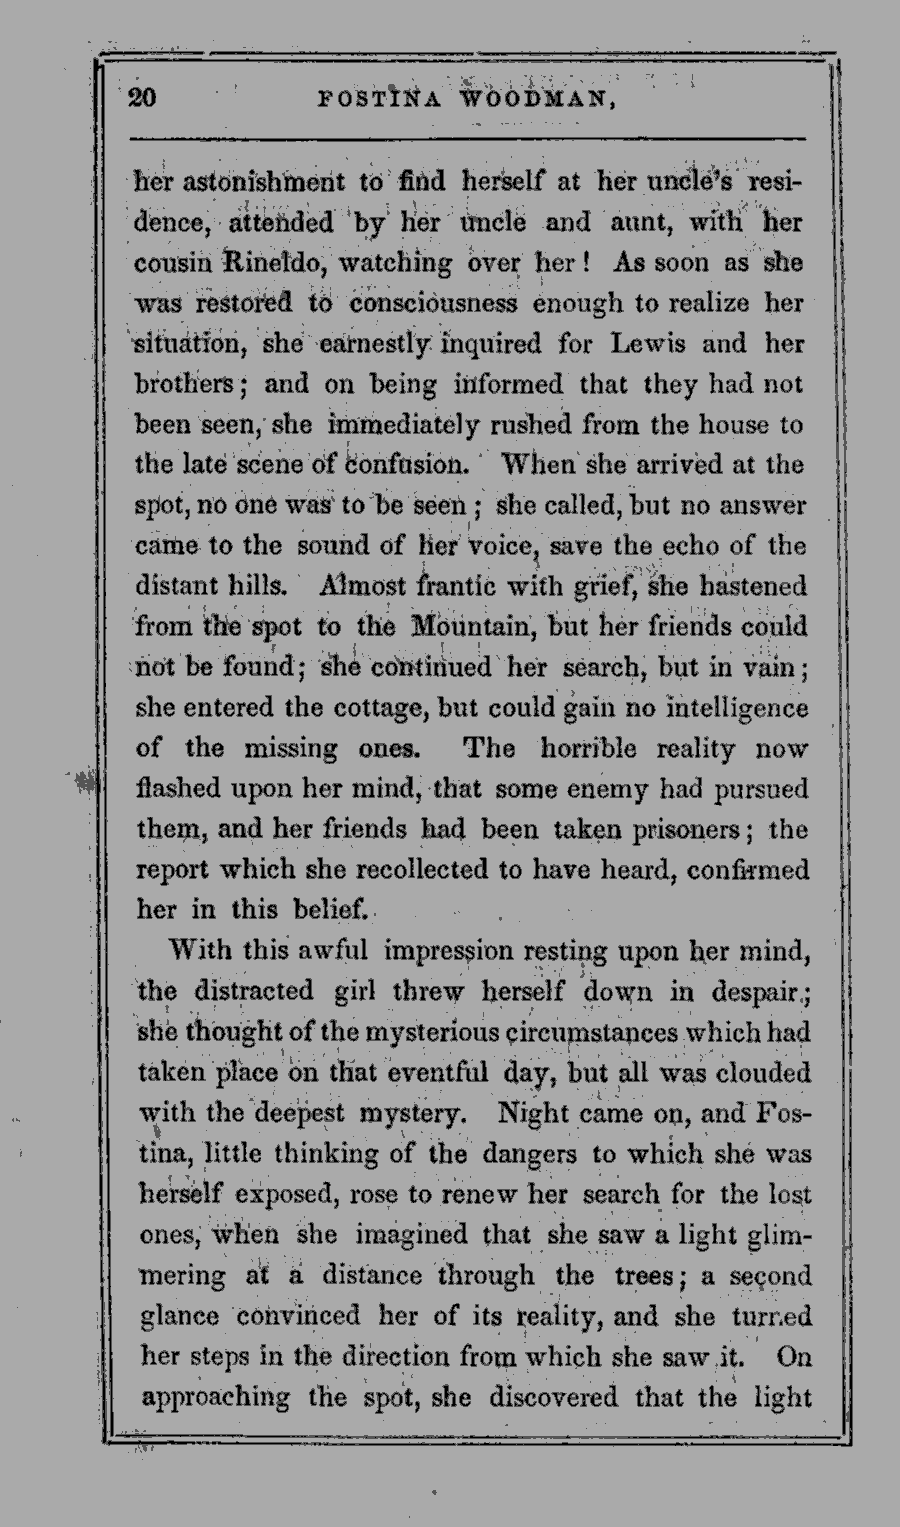 20 FOSTINA WOODMAN,
her astonishment to find herself at her uncle's resi-
dence, attended by her uncle and aunt, with her
cousin Rineldo, watching over her! As soon as she
was restored to consciousness enough to realize her
situation, she earnestly inquired for Lewis and her
brothers; and on being informed that they had not
been seen, she immediately rushed from the house to
the late scene of confusion. When she arrived at the
spot, no one was to be seen; she called, but no answer
came to the sound of her voice, save the echo of the
distant hills. Almost frantic with grief, she hastened
from the spot to the Mountain, but her friends could
not be found; she continued her search, but in vain;
she entered the cottage, but could gain no intelligence
of the missing ones. The horrible reality now
flashed upon her mind, that some enemy had pursued
them, and her friends had been taken prisoners; the
report which she recollected to have heard, confirmed
her in this belief.
With this awful impression resting upon her mind,
the distracted girl threw herself down in despair;
she thought of the mysterious circumstances which had
taken place on that eventful day, but all was clouded
with the deepest mystery. Night came on, and Fos-
tina, little thinking of the dangers to which she was
herself exposed, rose to renew her search for the lost
ones, when she imagined that she saw a light glim-
mering at a distance through the trees; a second
glance convinced her of its reality, and she turned
her steps in the direction from which she saw it. On
approaching the spot, she discovered that the light